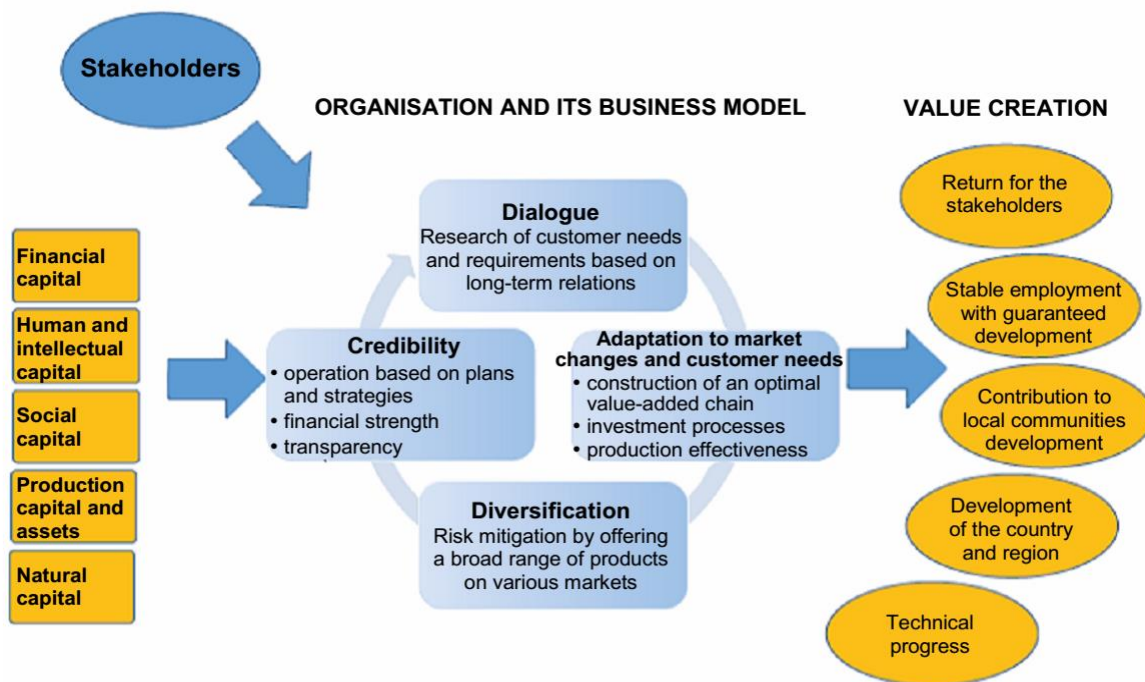 Stakeholders
ORGANISATION AND ITS BUSINESS MODEL
VALUE CREATION
Financial
capital
Human and
intellectual
capital
Social
capital
Production
capital and
assets
Natural
capital
Dialogue
Research of customer needs
and requirements based on
long-term relations
Credibility
• operation based on plans
and strategies
• financial strength
• transparency
Adaptation to market
changes and customer needs
• construction of an optimal
value-added chain
• investment processes
• production effectiveness
Diversification
Risk mitigation by offering
a broad range of products
on various markets
Return for the
stakeholders
Stable employment
with guaranteed
development
Contribution to
local communities
development
Development
of the country
and region
Technical
progress